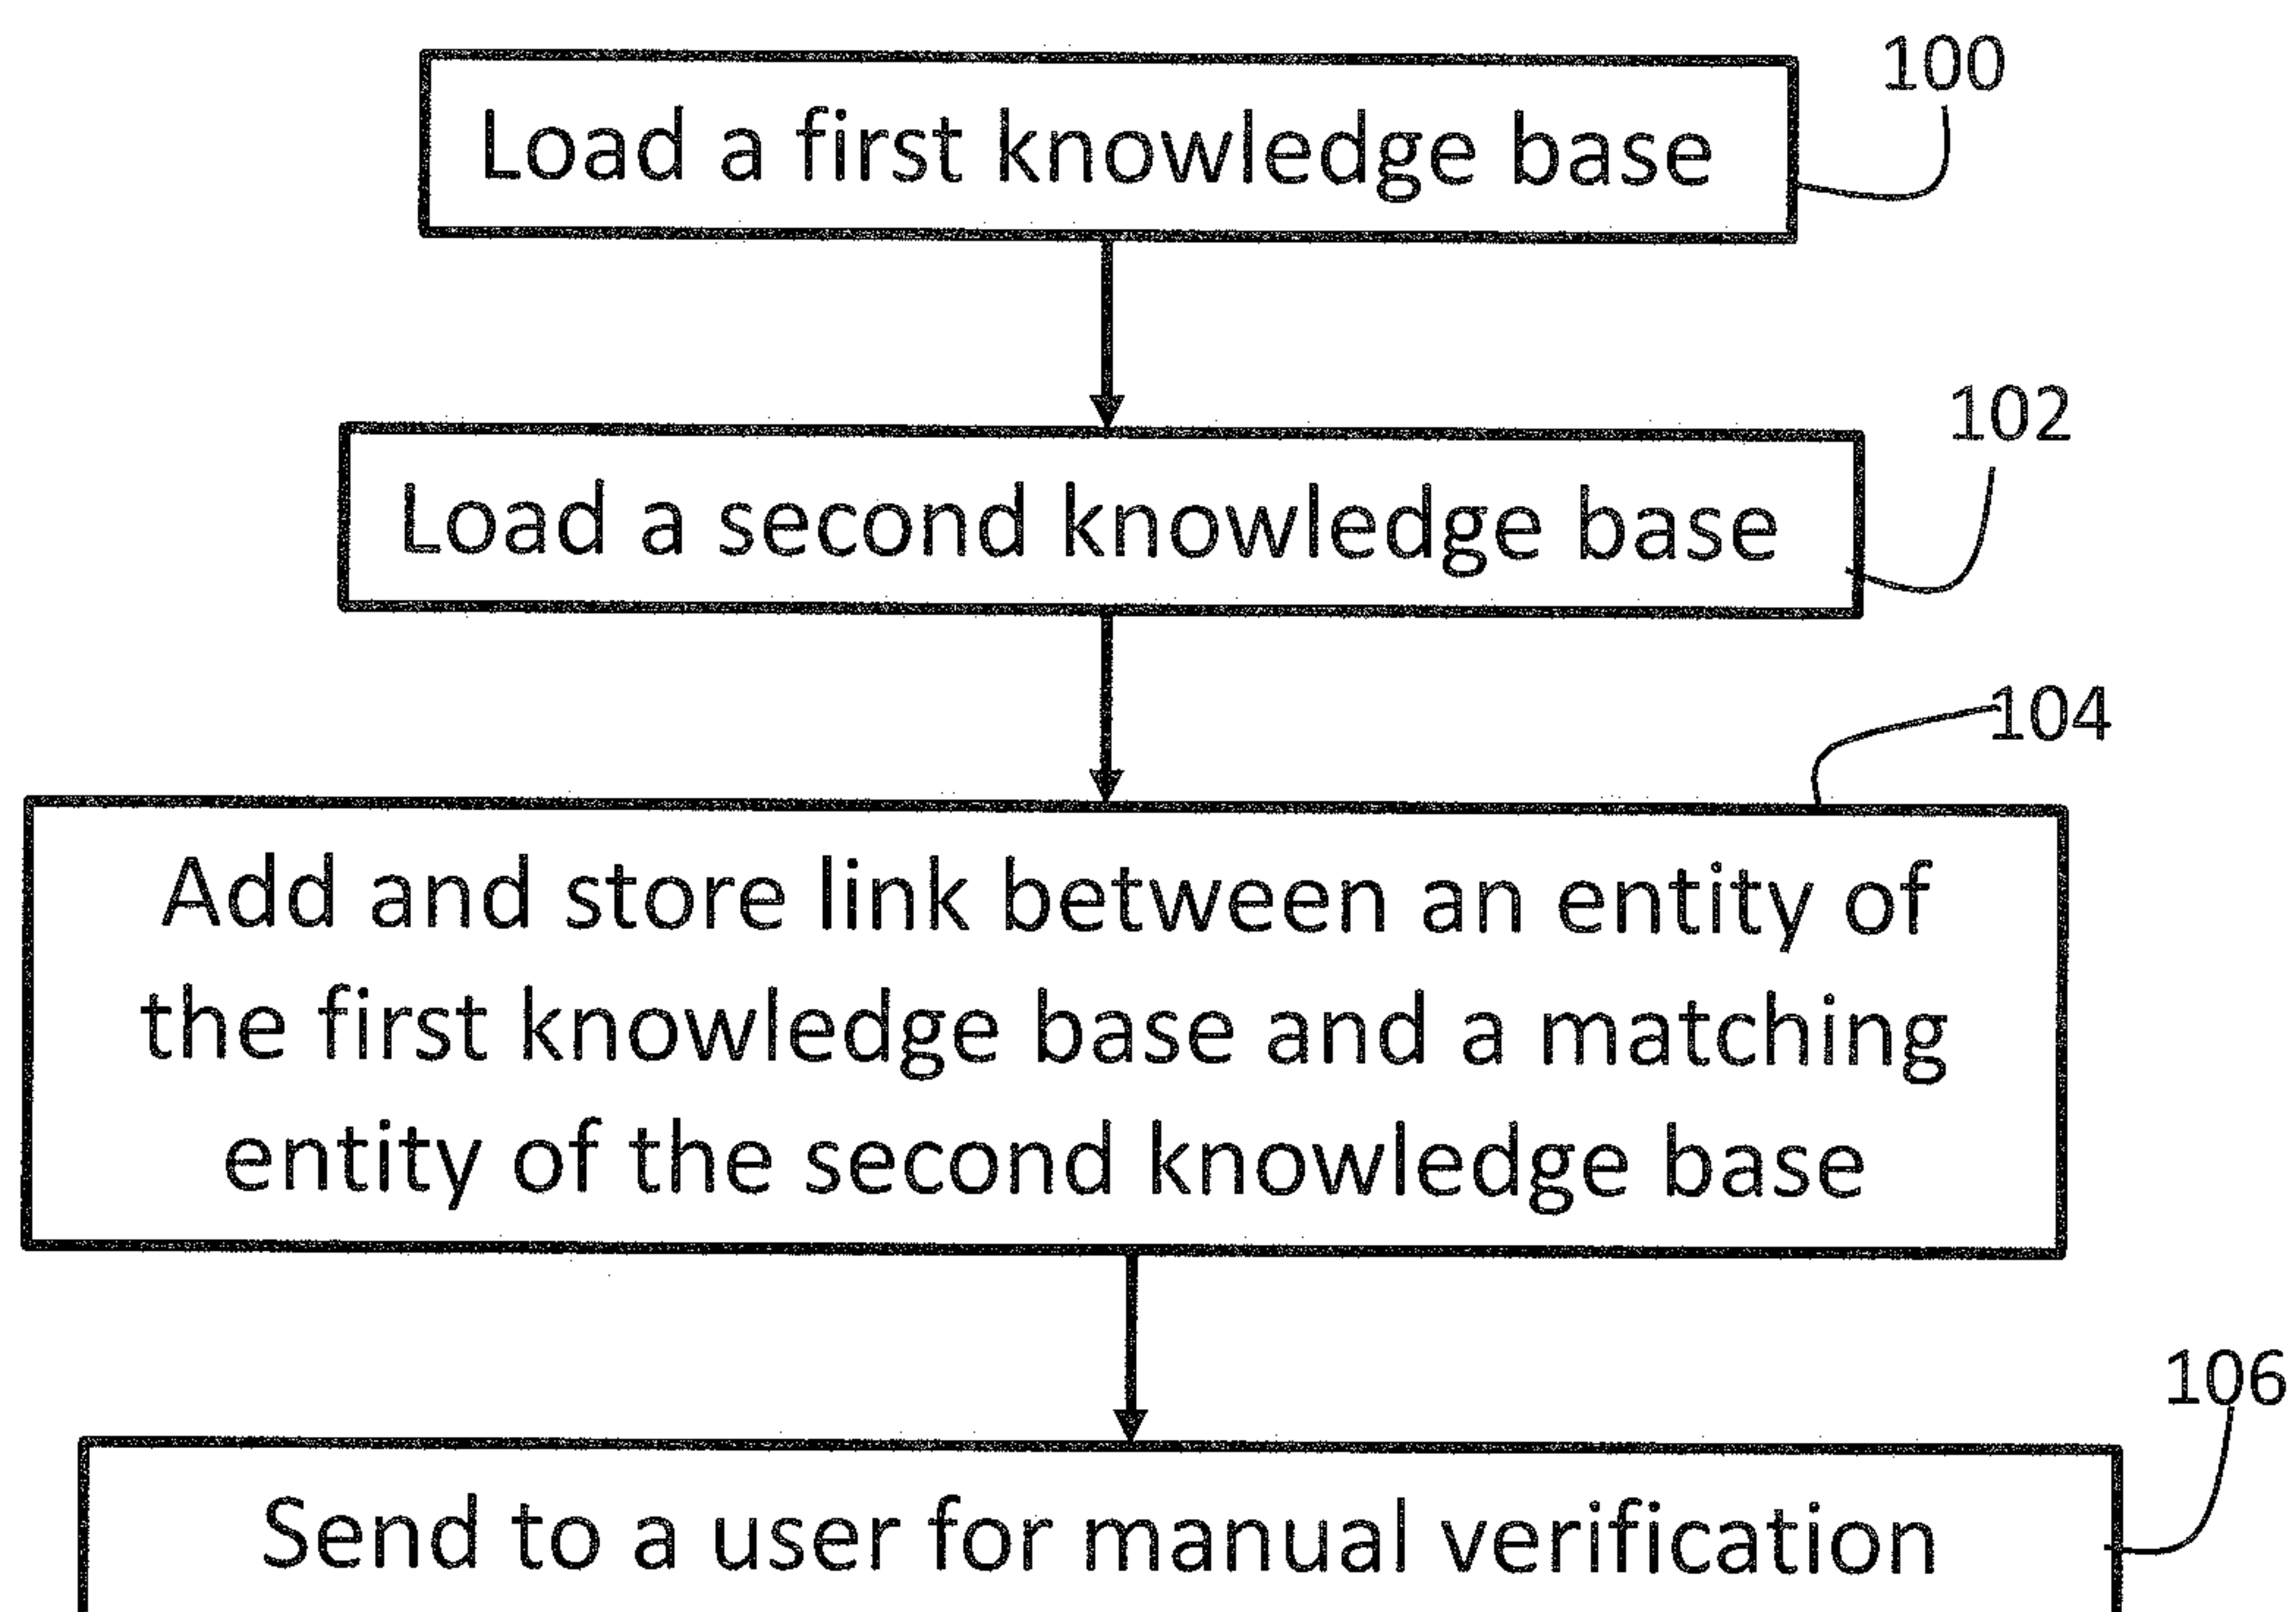 100
Load a first knowledge base
102
Load a second knowledge base
104
Add and store link between an entity of
the first knowledge base and a matching
entity of the second knowledge base
106
Send to a user for manual verification